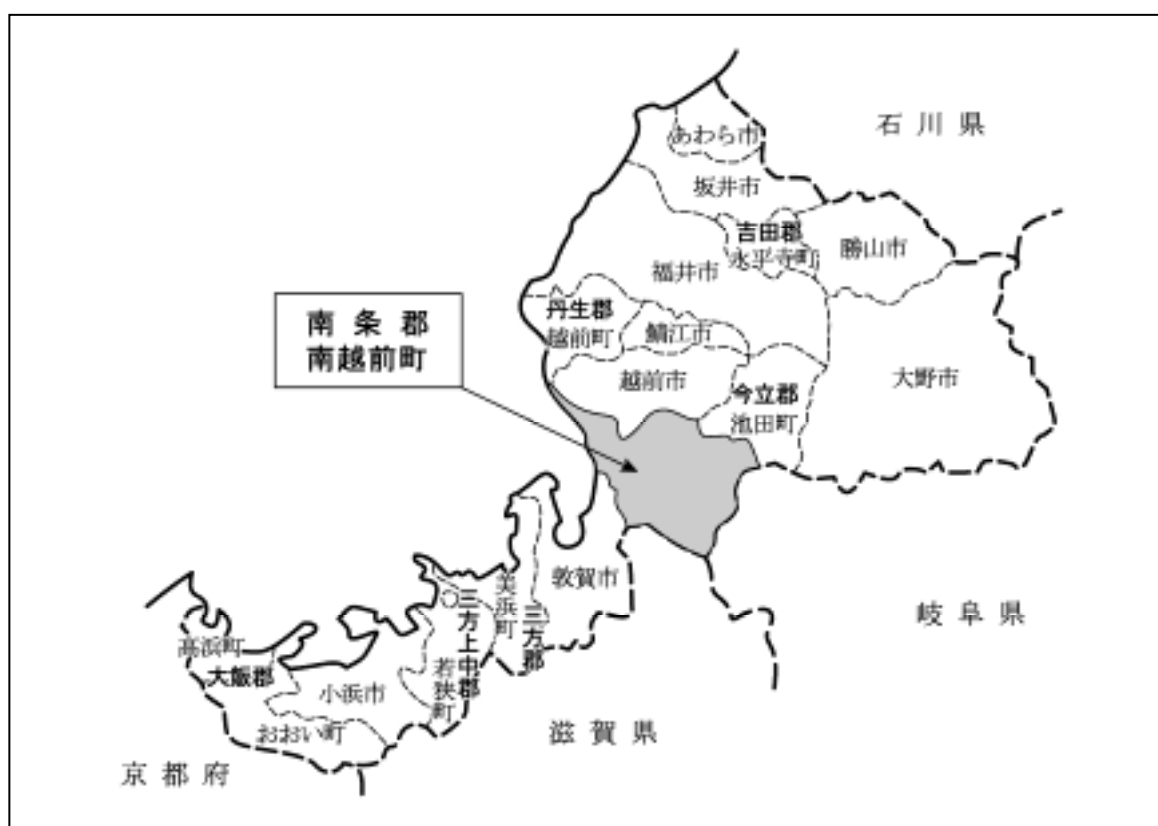 石川県
あわら市
坂井市
吉田郡
永平寺町
勝山市
福井市
丹生郡
越前町
鯖江市
南条郡
南越前町
越前市
今立郡
池田町
大野市
敦賀市
美浜町
三方郡
三方上中郡
若狭町
高浜町
大飯郡
小浜市
おおい町
岐阜県
滋賀県
京都府